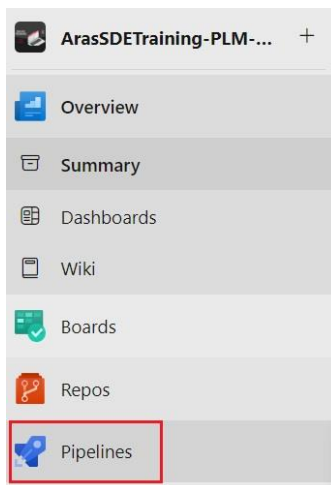 ArasSDETraining-PLM-... +
Overview
Summary
Dashboards
Wiki
Boards
Repos
Pipelines